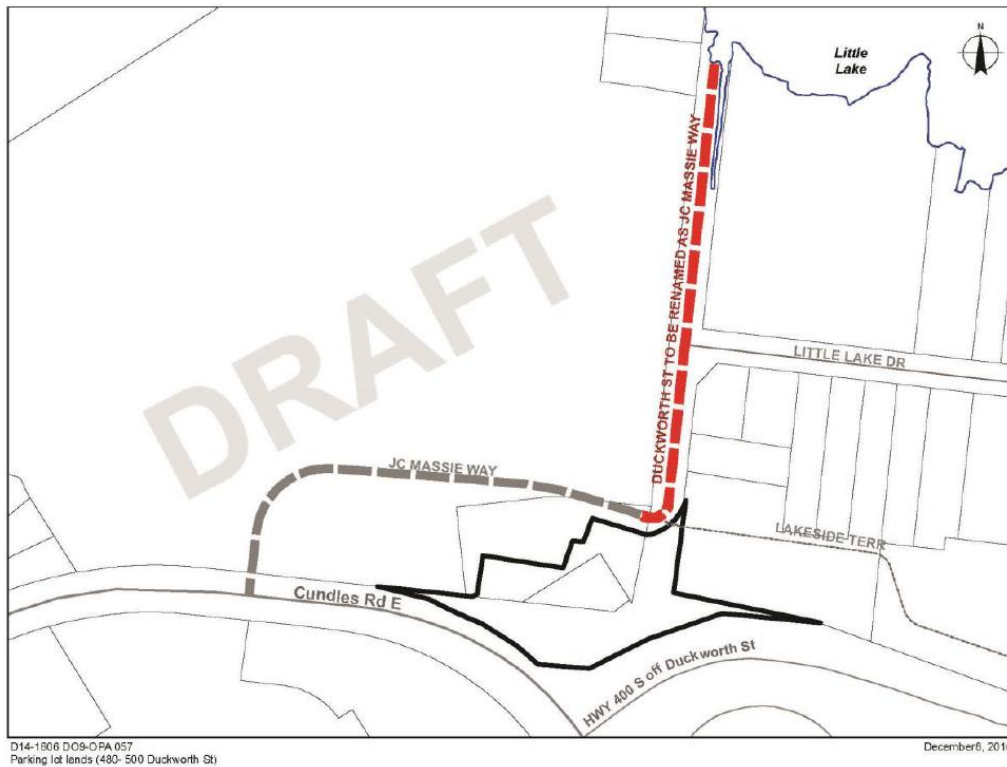 Little
Lake
N
DRAFT
DUCKWORTH ST TO BE RENAMED AS JC MASSIE WAY
LITTLE LAKE DR
JC MASSIE WAY
LAKESIDE TERR
Cundles Rd E
HWY 400 S off Duckworth St
D14-1606 DO9-OPA 057
Parking lot lands (480- 500 Duckworth St)